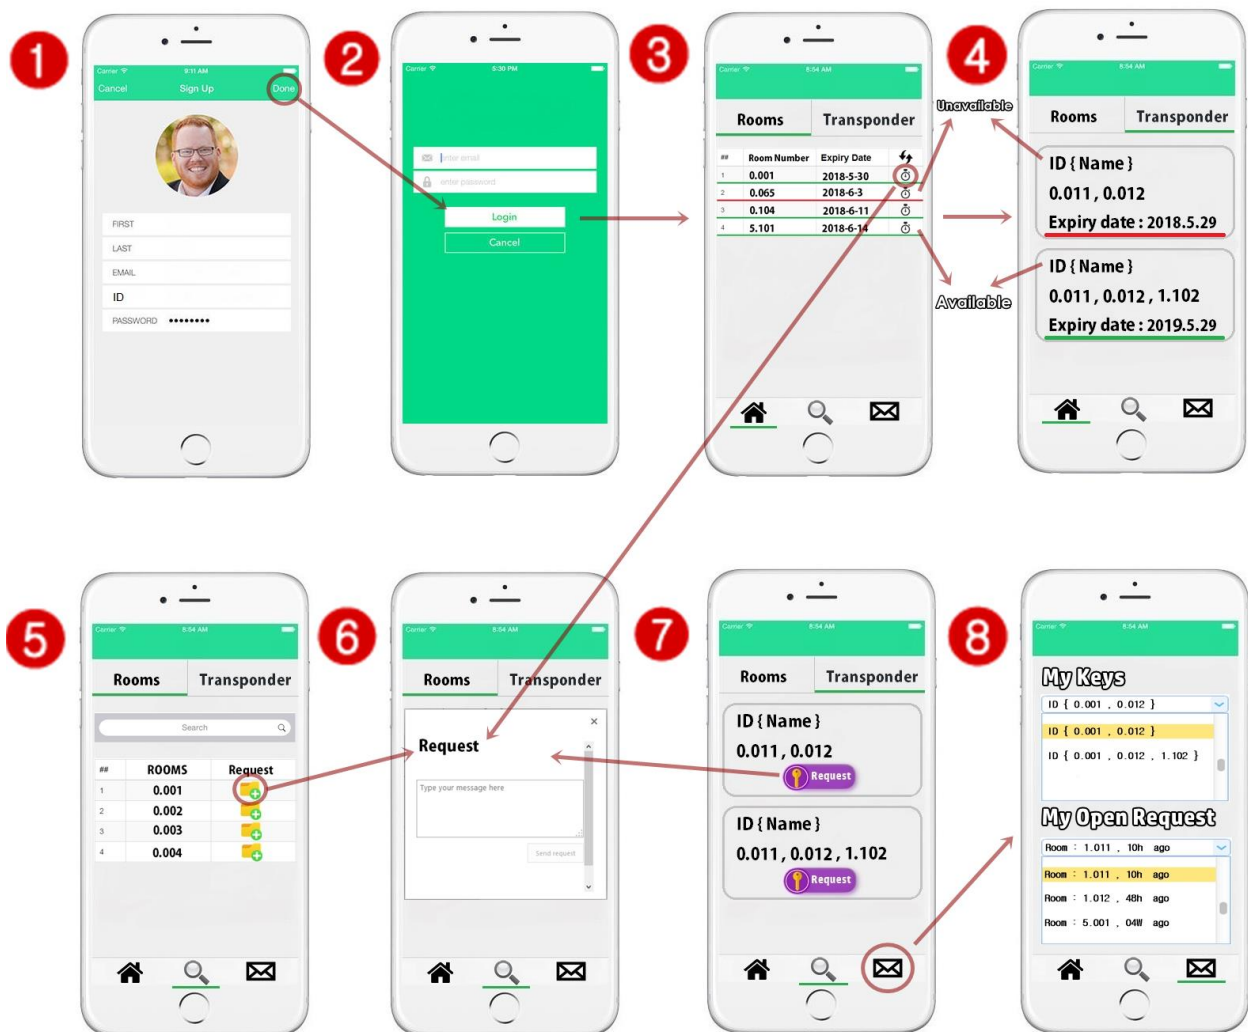 1
Carrier 9:11 AM
Cancel Sign Up Done
FIRST
LAST
EMAIL
ID
PASSWORD ••••••••
2
Carrier 5:30 PM
enter email
enter password
Login
Cancel
3
Carrier 8:54 AM
Rooms Transponder
## Room Number Expiry Date
1 0.001 2018-5-30
2 0.065 2018-6-3
3 0.104 2018-6-11
4 5.101 2018-6-14
Unavailable
Available
4
Carrier 8:54 AM
Rooms Transponder
ID { Name }
0.011 , 0.012
Expiry date : 2018.5.29
ID { Name }
0.011 , 0.012 , 1.102
Expiry date : 2019.5.29
5
Carrier 8:54 AM
Rooms Transponder
Search
## ROOMS Request
1 0.001
2 0.002
3 0.003
4 0.004
6
Carrier 8:54 AM
Rooms Transponder
×
Request
Type your message here
Send request
7
Carrier 8:54 AM
Rooms Transponder
ID { Name }
0.011 , 0.012
Request
ID { Name }
0.011 , 0.012 , 1.102
Request
8
Carrier 8:54 AM
My Keys
ID { 0.001 , 0.012 }
ID { 0.001 , 0.012 }
ID { 0.001 , 0.012 , 1.102 }
My Open Request
Room : 1.011 , 10h ago
Room : 1.011 , 10h ago
Room : 1.012 , 48h ago
Room : 5.001 , 04W ago